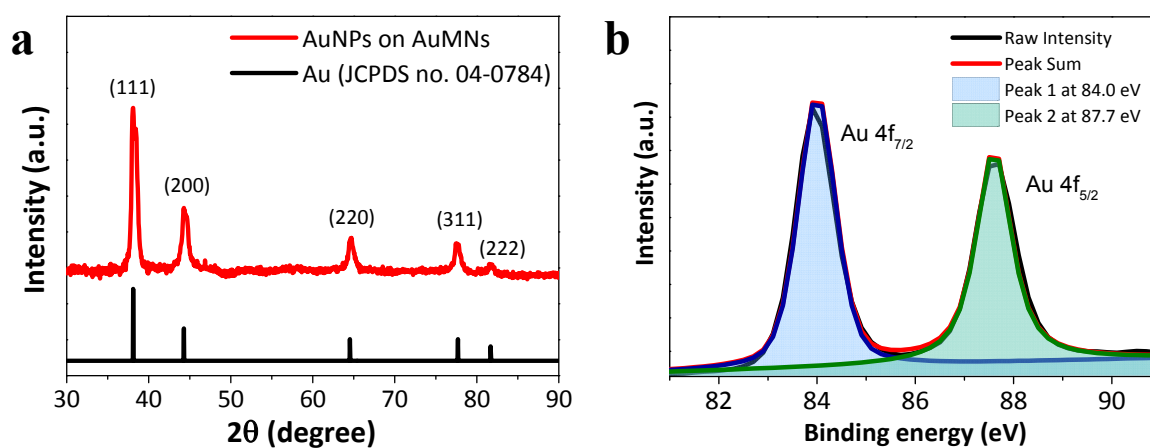 a
AuNPs on AuMNs
Au (JCPDS no. 04-0784)
(111)
(200)
(220)
(311)
(222)
Intensity (a.u.)
30 40 50 60 70 80 90
2θ (degree)
b
Raw Intensity
Peak Sum
Peak 1 at 84.0 eV
Peak 2 at 87.7 eV
Au 4f7/2
Au 4f5/2
Intensity (a.u.)
82 84 86 88 90
Binding energy (eV)